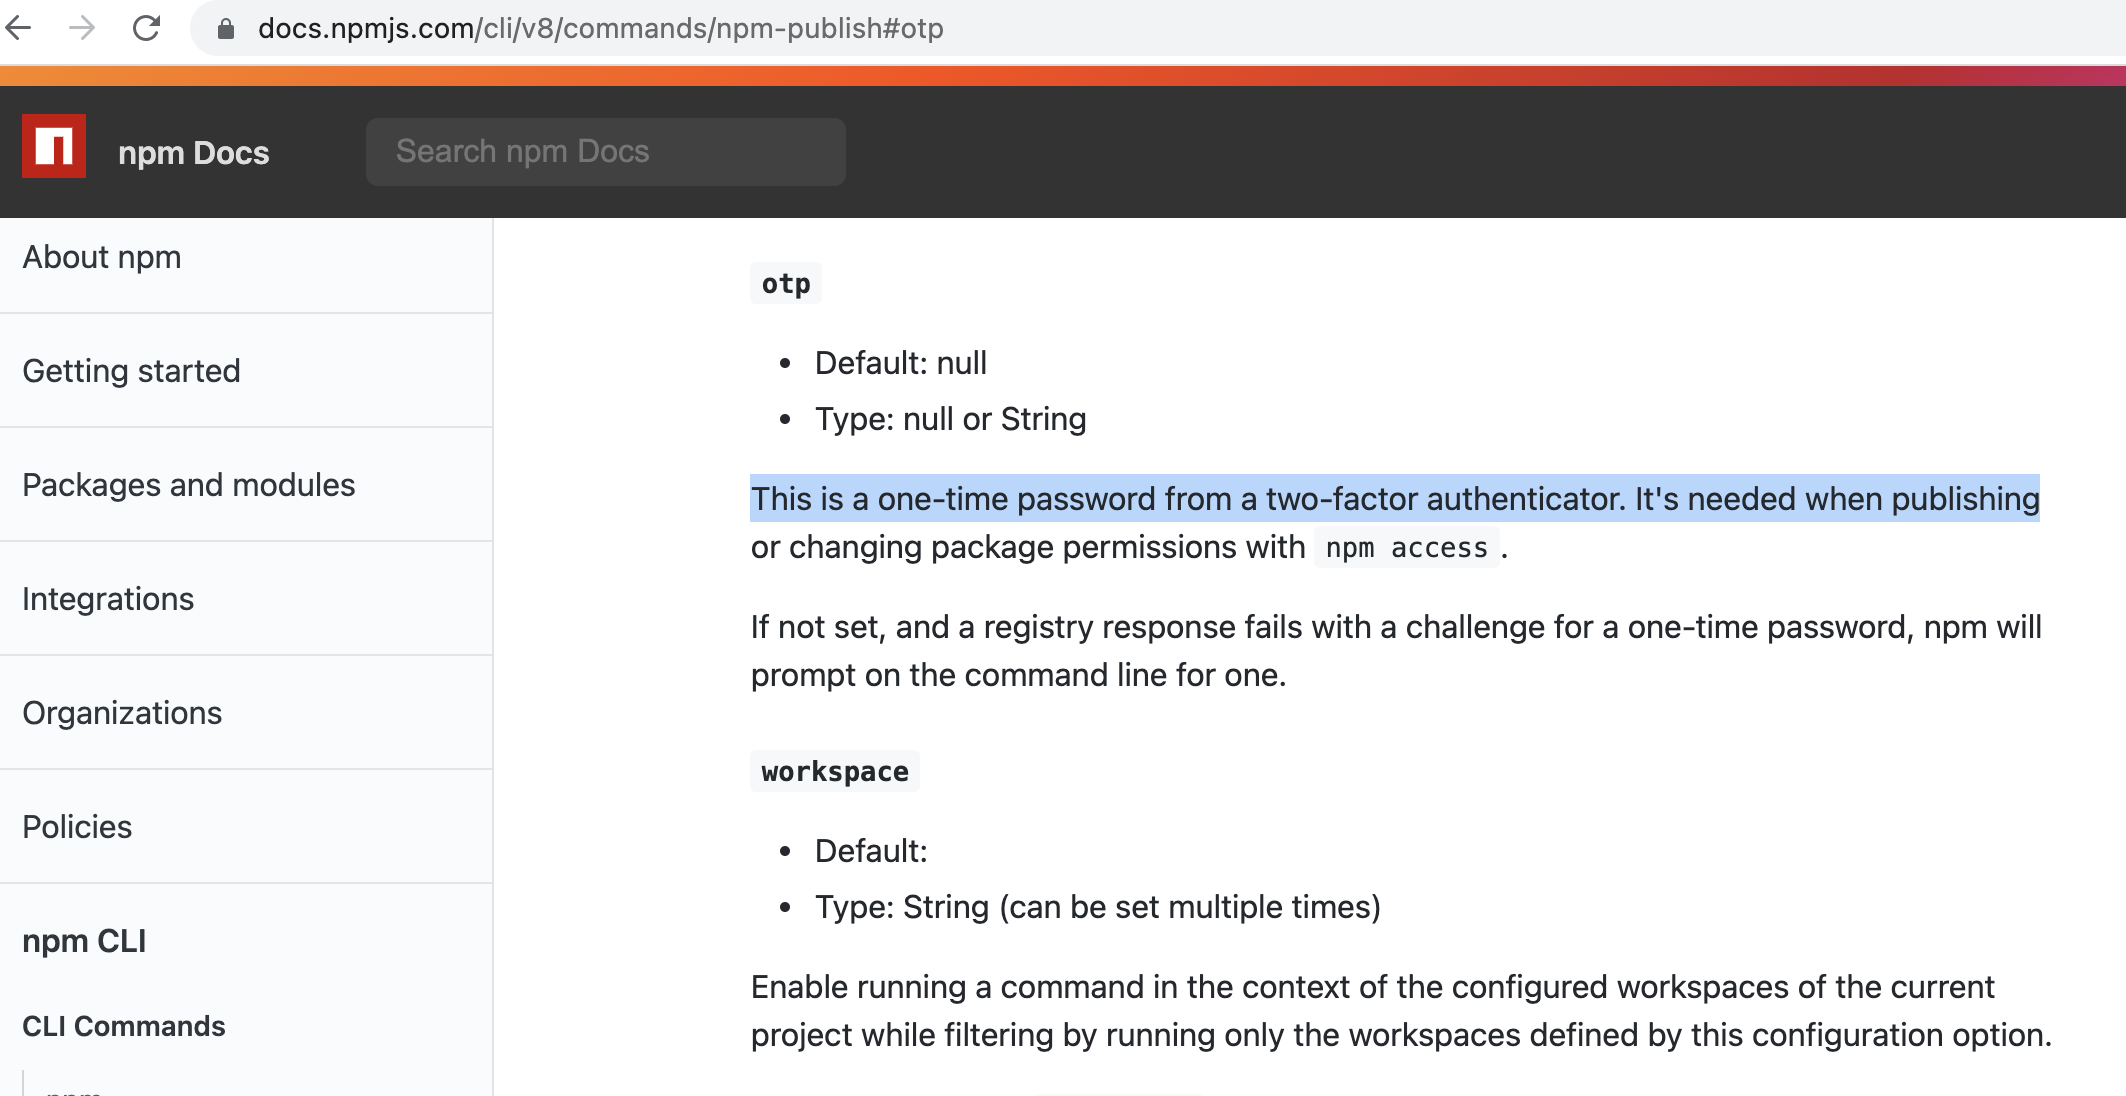 docs.npmjs.com/cli/v8/commands/npm-publish#otp
npm Docs
Search npm Docs
About npm
Getting started
Packages and modules
Integrations
Organizations
Policies
npm CLI
CLI Commands
otp
• Default: null
• Type: null or String
This is a one-time password from a two-factor authenticator. It's needed when publishing
or changing package permissions with npm access.
If not set, and a registry response fails with a challenge for a one-time password, npm will
prompt on the command line for one.
workspace
• Default:
• Type: String (can be set multiple times)
Enable running a command in the context of the configured workspaces of the current
project while filtering by running only the workspaces defined by this configuration option.